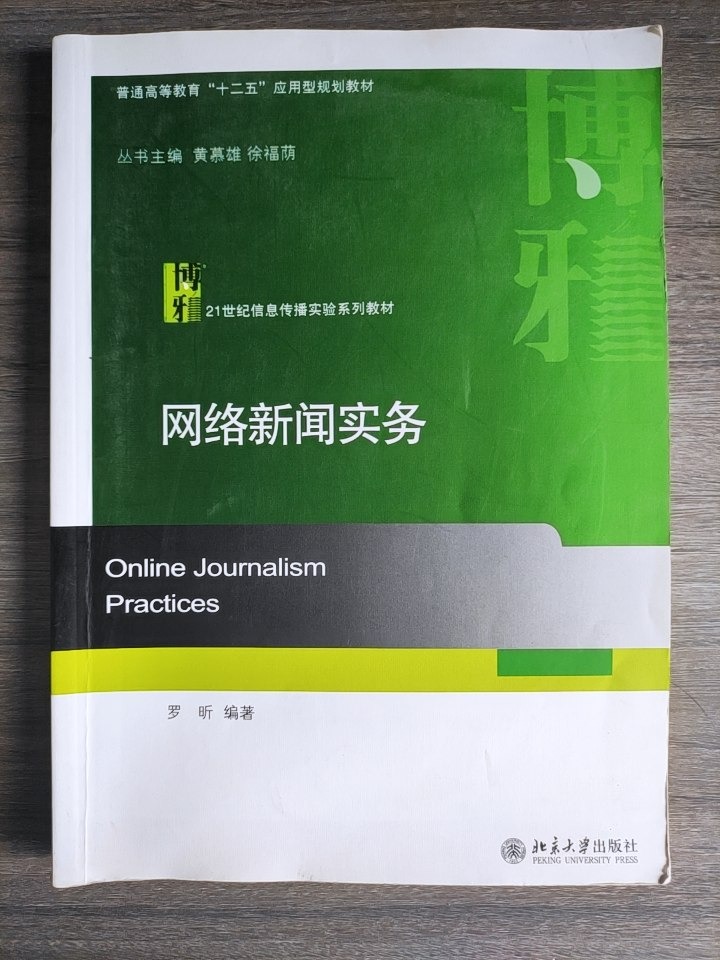 普通高等教育“十二五”应用型规划教材
丛书主编 黄慕雄 徐福荫
博雅
博雅
21世纪信息传播实验系列教材
网络新闻实务
Online Journalism
Practices
罗 昕 编著
北京大学出版社
PEKING UNIVERSITY PRESS